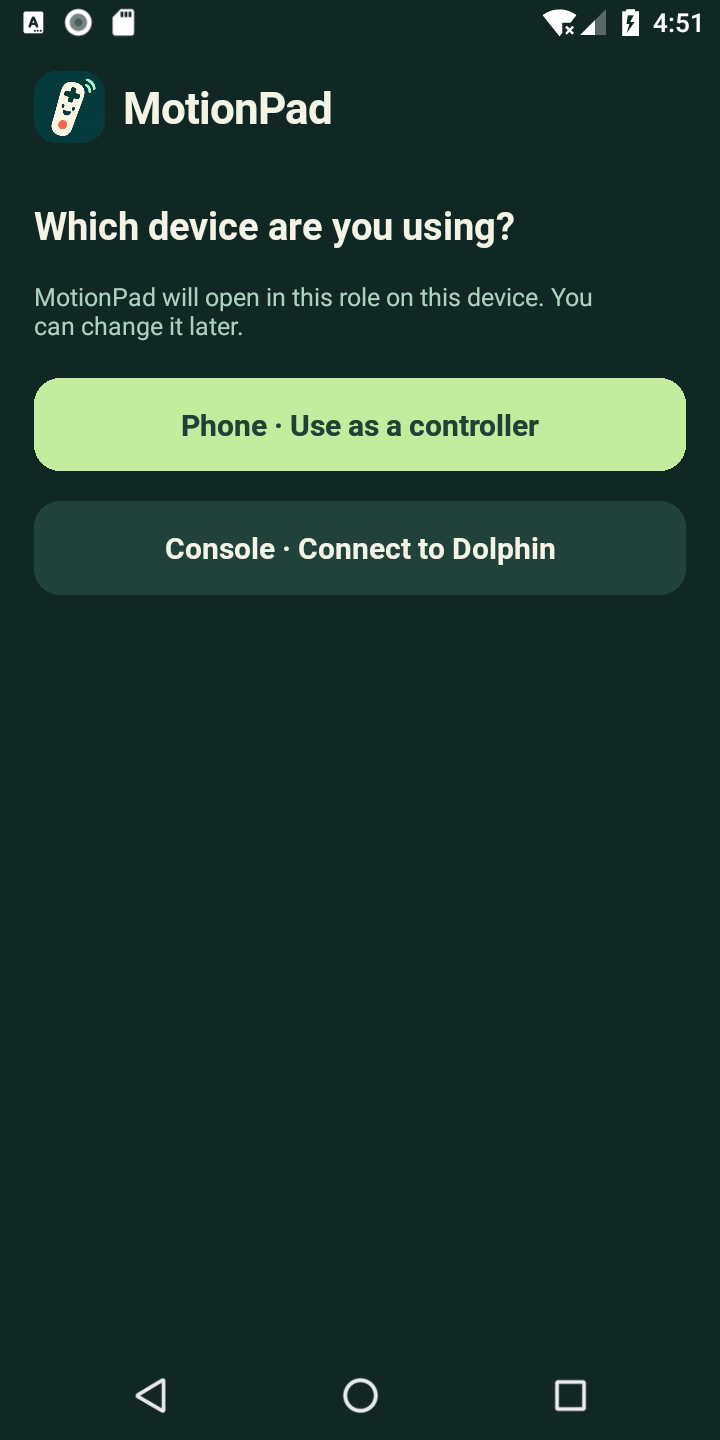 4:51
MotionPad
Which device are you using?
MotionPad will open in this role on this device. You
can change it later.
Phone · Use as a controller
Console · Connect to Dolphin